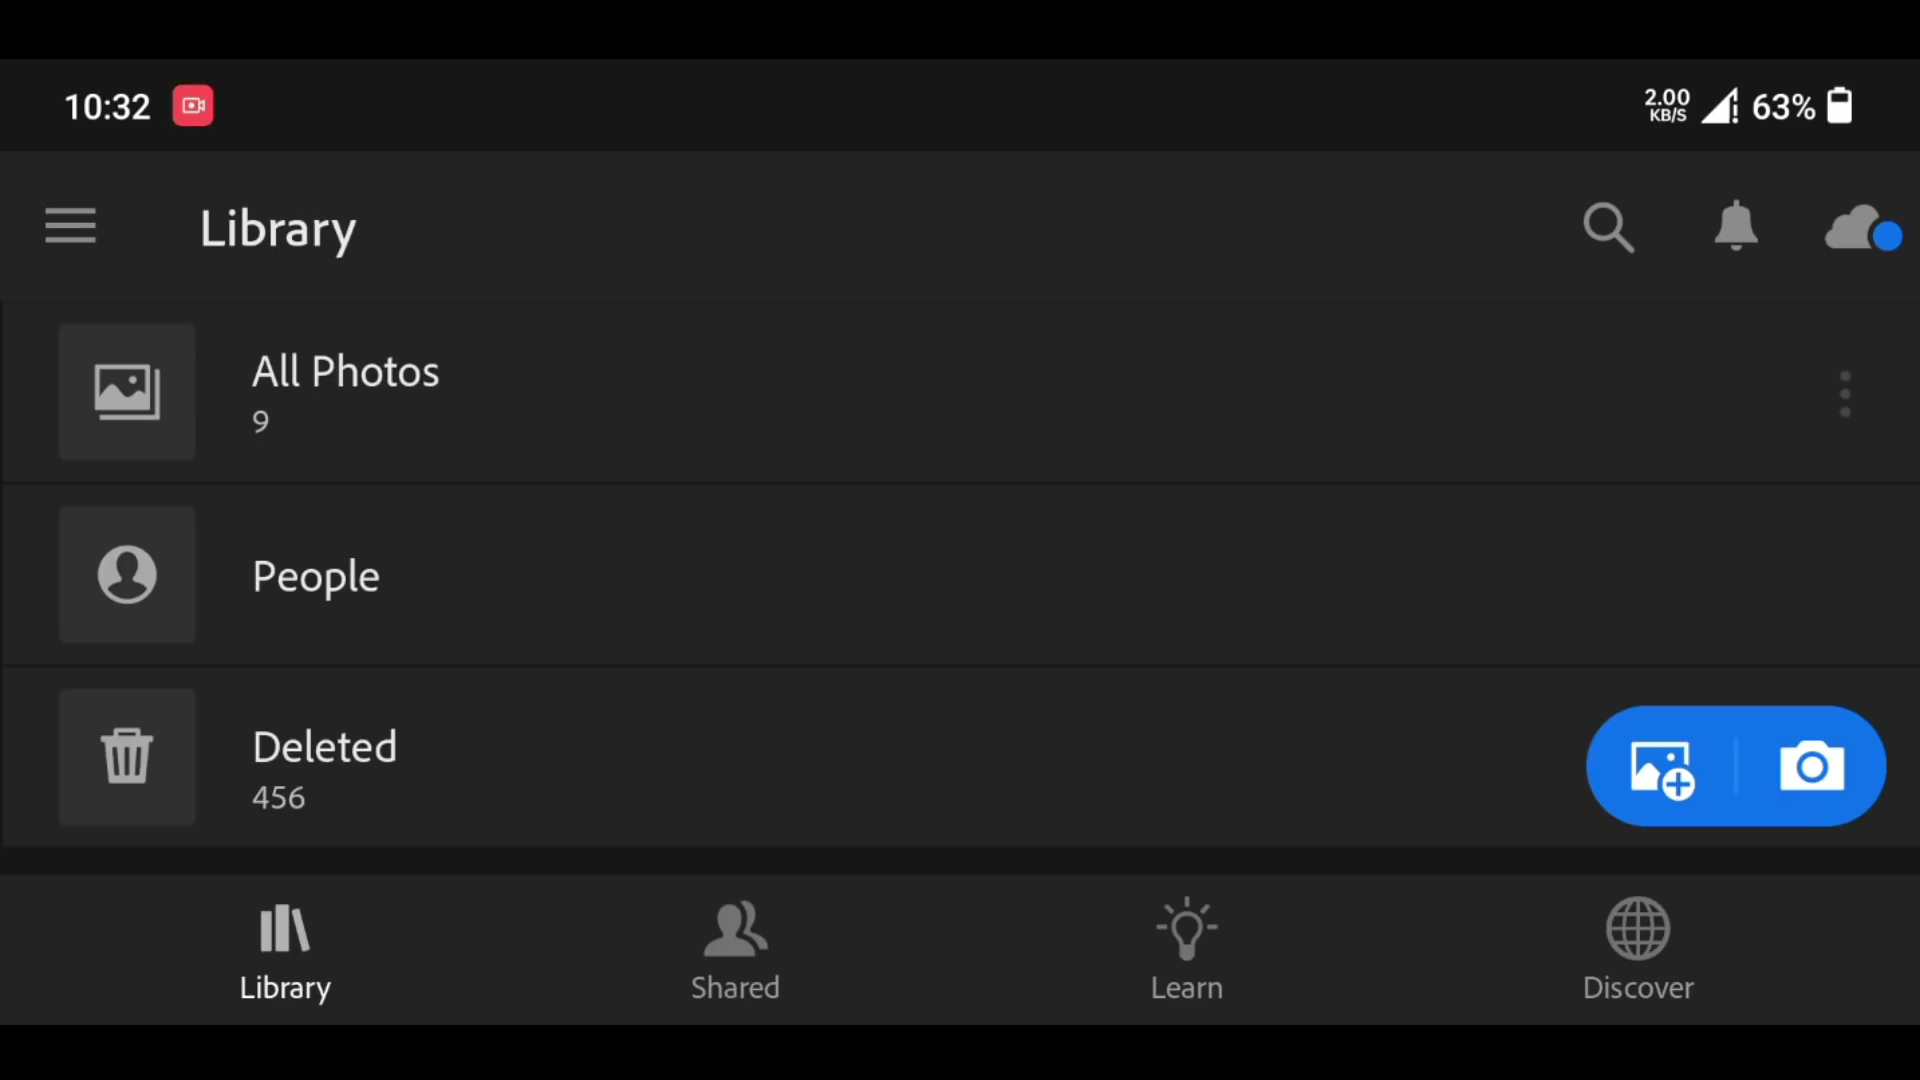 10:32
2.00
KB/S
63%
Library
All Photos
9
People
Deleted
456
Library
Shared
Learn
Discover